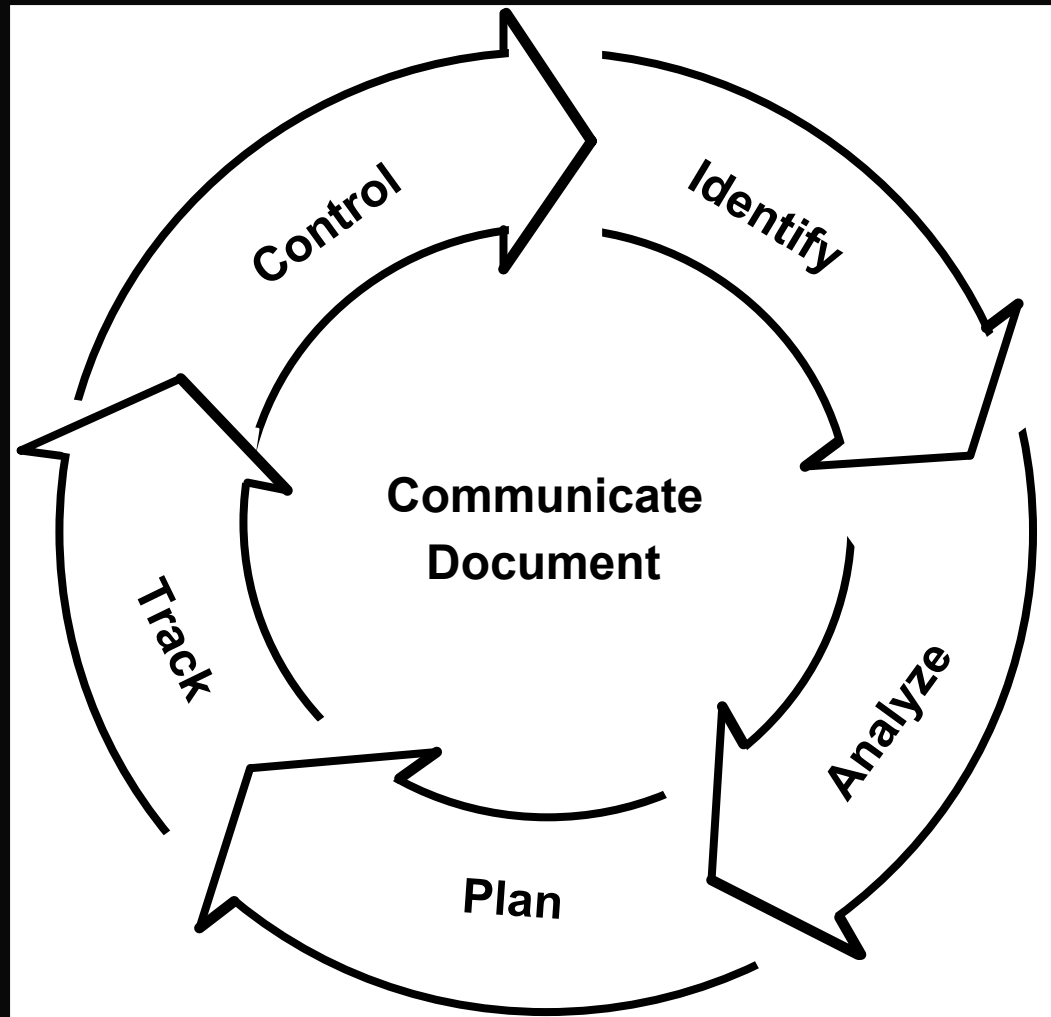 Control
Identify
Communicate
Document
Track
Analyze
Plan